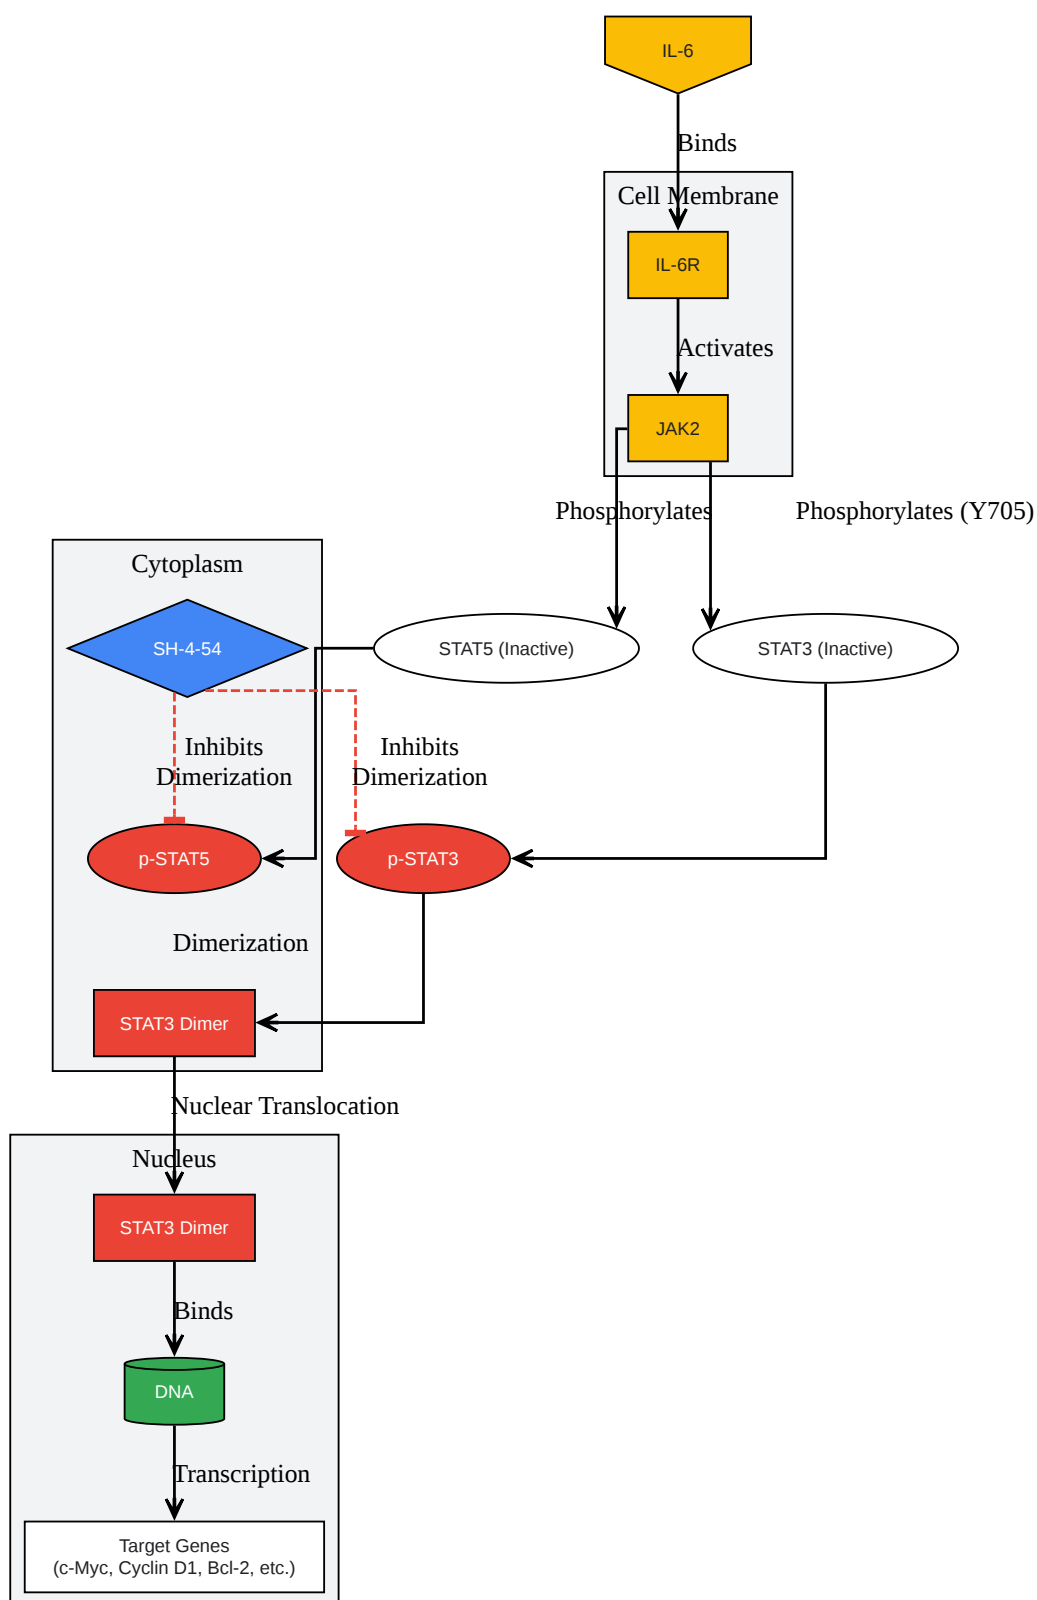 IL-6
Binds
Cell Membrane
IL-6R
Activates
JAK2
Phosphorylates
Phosphorylates (Y705)
Cytoplasm
SH-4-54
STAT5 (Inactive)
STAT3 (Inactive)
Inhibits
Dimerization
Inhibits
Dimerization
p-STAT5
p-STAT3
Dimerization
STAT3 Dimer
Nuclear Translocation
Nucleus
STAT3 Dimer
Binds
DNA
Transcription
Target Genes
(c-Myc, Cyclin D1, Bcl-2, etc.)